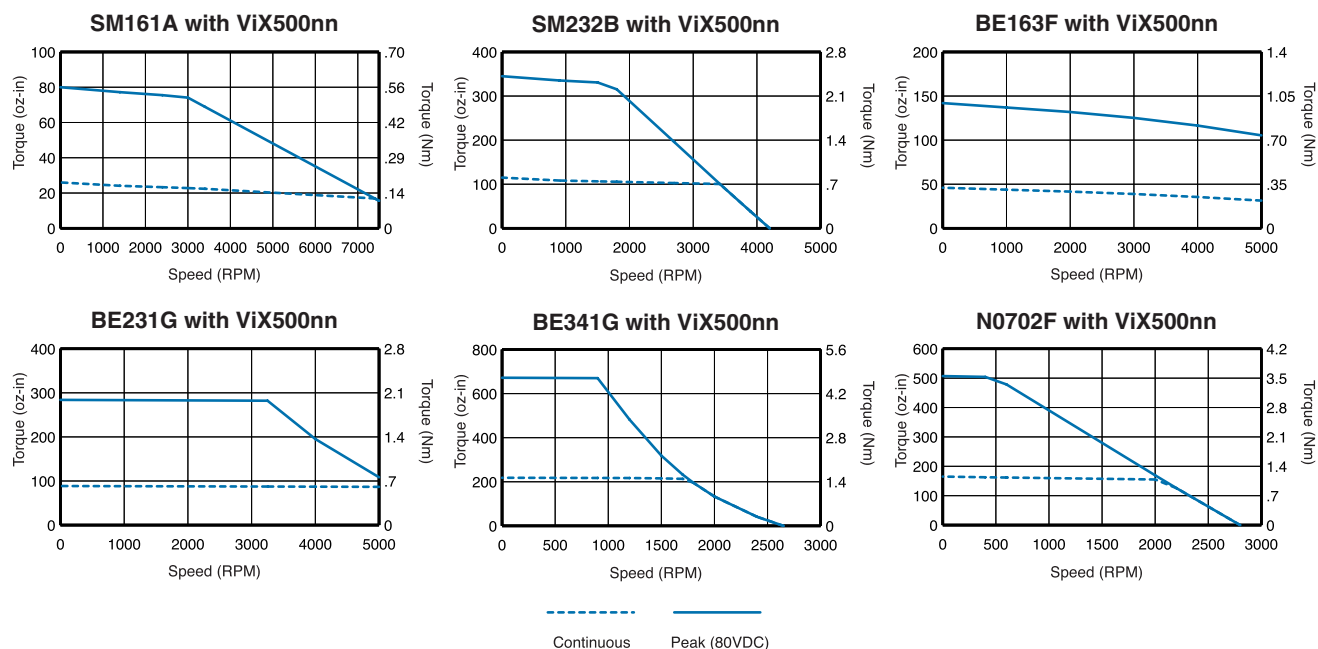 SM161A with ViX500nn
SM232B with ViX500nn
BE163F with ViX500nn
Torque (oz-in)
100
80
60
40
20
0
.70
.56
.42
.29
.14
0
Torque (Nm)
0 1000 2000 3000 4000 5000 6000 7000
Speed (RPM)
Torque (oz-in)
400
300
200
100
0
2.8
2.1
1.4
.7
0
Torque (Nm)
0 1000 2000 3000 4000 5000
Speed (RPM)
Torque (oz-in)
200
150
100
50
0
1.4
1.05
.70
.35
0
Torque (Nm)
0 1000 2000 3000 4000 5000
Speed (RPM)
BE231G with ViX500nn
BE341G with ViX500nn
N0702F with ViX500nn
Torque (oz-in)
400
300
200
100
0
2.8
2.1
1.4
.7
0
Torque (Nm)
0 1000 2000 3000 4000 5000
Speed (RPM)
Torque (oz-in)
800
600
400
200
0
5.6
4.2
2.8
1.4
0
Torque (Nm)
0 500 1000 1500 2000 2500 3000
Speed (RPM)
Torque (oz-in)
600
500
400
300
200
100
0
4.2
3.5
2.8
2.1
1.4
.7
0
Torque (Nm)
0 500 1000 1500 2000 2500 3000
Speed (RPM)
Continuous
Peak (80VDC)